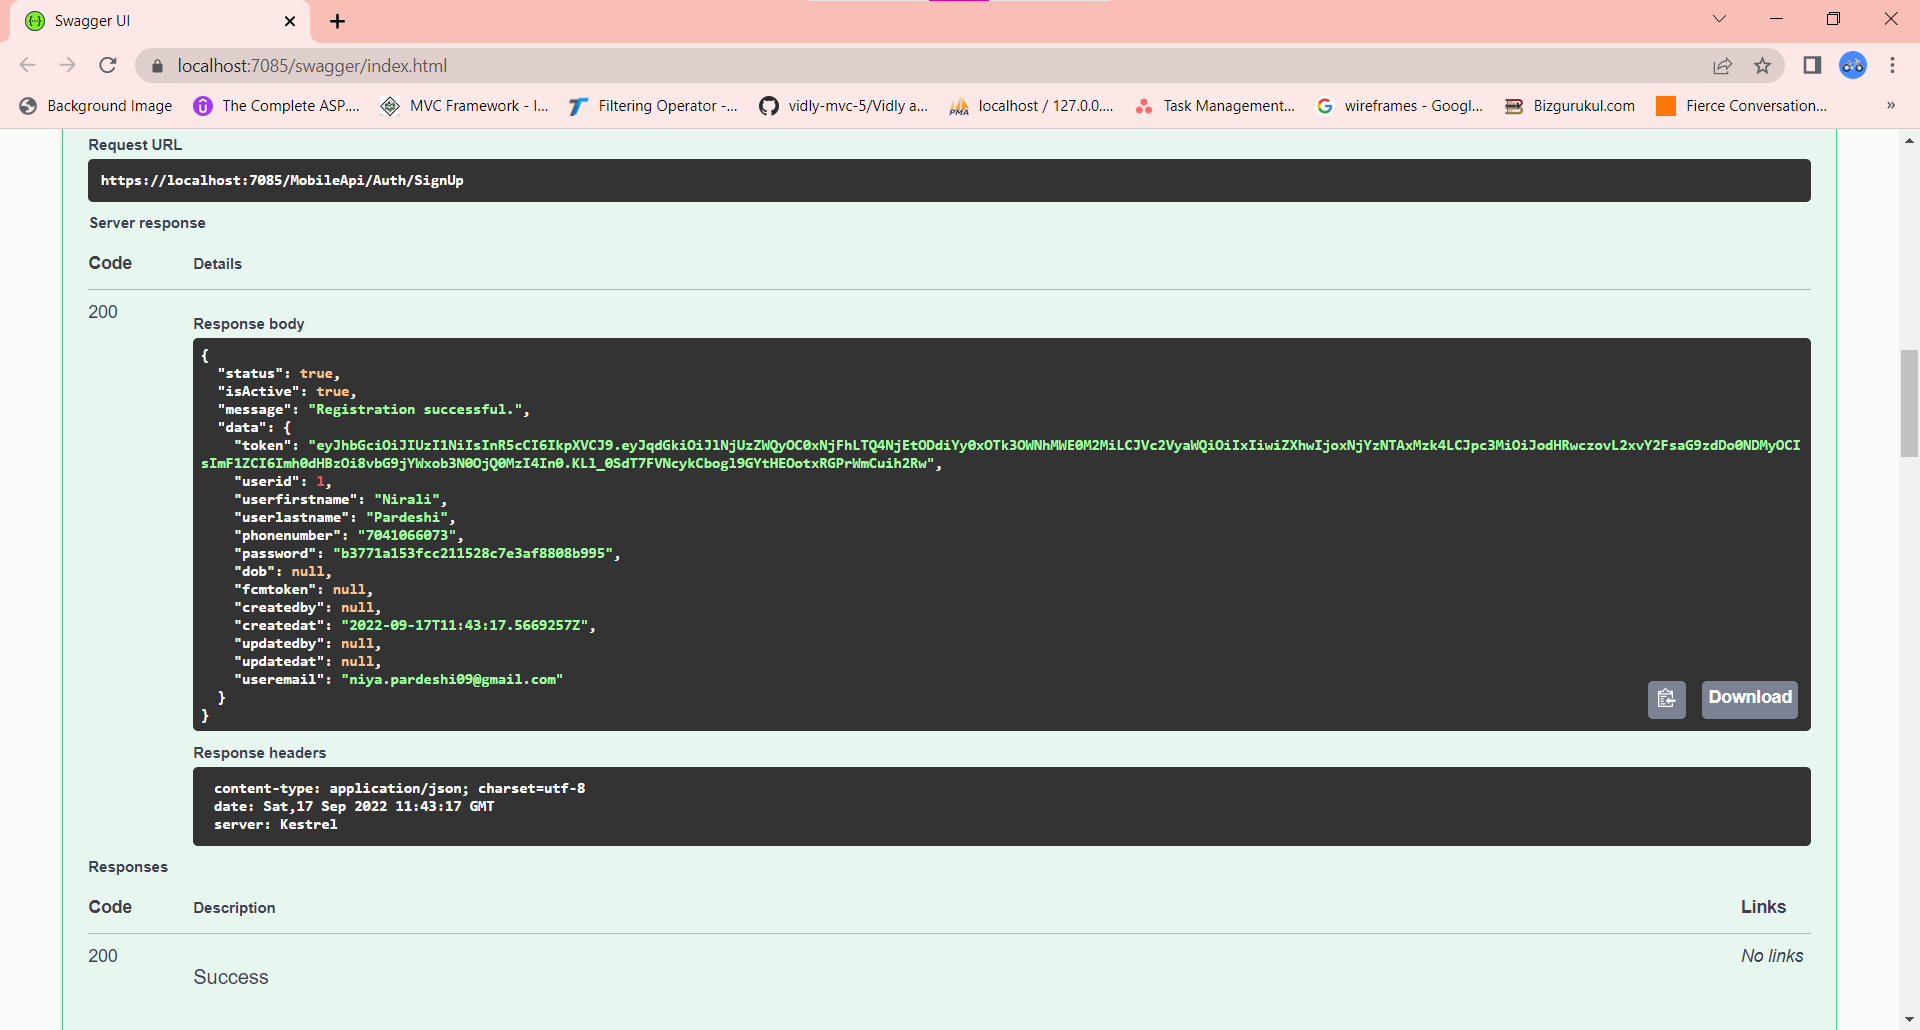 Swagger UI
localhost:7085/swagger/index.html
Background Image
The Complete ASP....
MVC Framework - I...
Filtering Operator -...
vidly-mvc-5/Vidly a...
localhost / 127.0.0....
Task Management...
wireframes - Googl...
Bizgurukul.com
Fierce Conversation...
»
Request URL
https://localhost:7085/MobileApi/Auth/SignUp
Server response
Code Details
200
Response body
{
"status": true,
"isActive": true,
"message": "Registration successful.",
"data": {
"token": "eyJhbGciOiJIUzI1NiIsInR5cCI6IkpXVCJ9.eyJqdGkiOiJlNjUzZWQyOC0xNjFhLTQ4NjEtODdiYy0xOTk3OWNhMWE0M2MiLCJVc2VyaWQiOiIxIiwiZXhwIjoxNjYzNTAxMzk4LCJpc3MiOiJodHRwczovL2xvY2FsaG9zdDo0NDMyOCI
sImF1ZCI6Imh0dHBzOi8vbG9jYWxob3N0OjQ0MzI4In0.KLl_0SdT7FVNcykCbogl9GYtHEOotxRGPrWmCuih2Rw",
"userid": 1,
"userfirstname": "Nirali",
"userlastname": "Pardeshi",
"phonenumber": "7041066073",
"password": "b3771a153fcc211528c7e3af8808b995",
"dob": null,
"fcmtoken": null,
"createdby": null,
"createdat": "2022-09-17T11:43:17.5669257Z",
"updatedby": null,
"updatedat": null,
"useremail": "niya.pardeshi09@gmail.com"
}
}
Download
Response headers
content-type: application/json; charset=utf-8
date: Sat,17 Sep 2022 11:43:17 GMT
server: Kestrel
Responses
Code Description Links
200 No links
Success